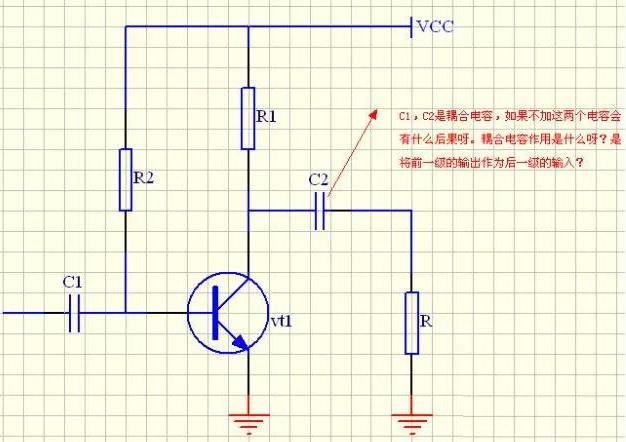 VCC
R1
C1，C2是耦合电容，如果不加这两个电容会
有什么后果呀。耦合电容作用是什么呀？是
将前一级的输出作为后一级的输入？
R2
C2
C1
vt1
R